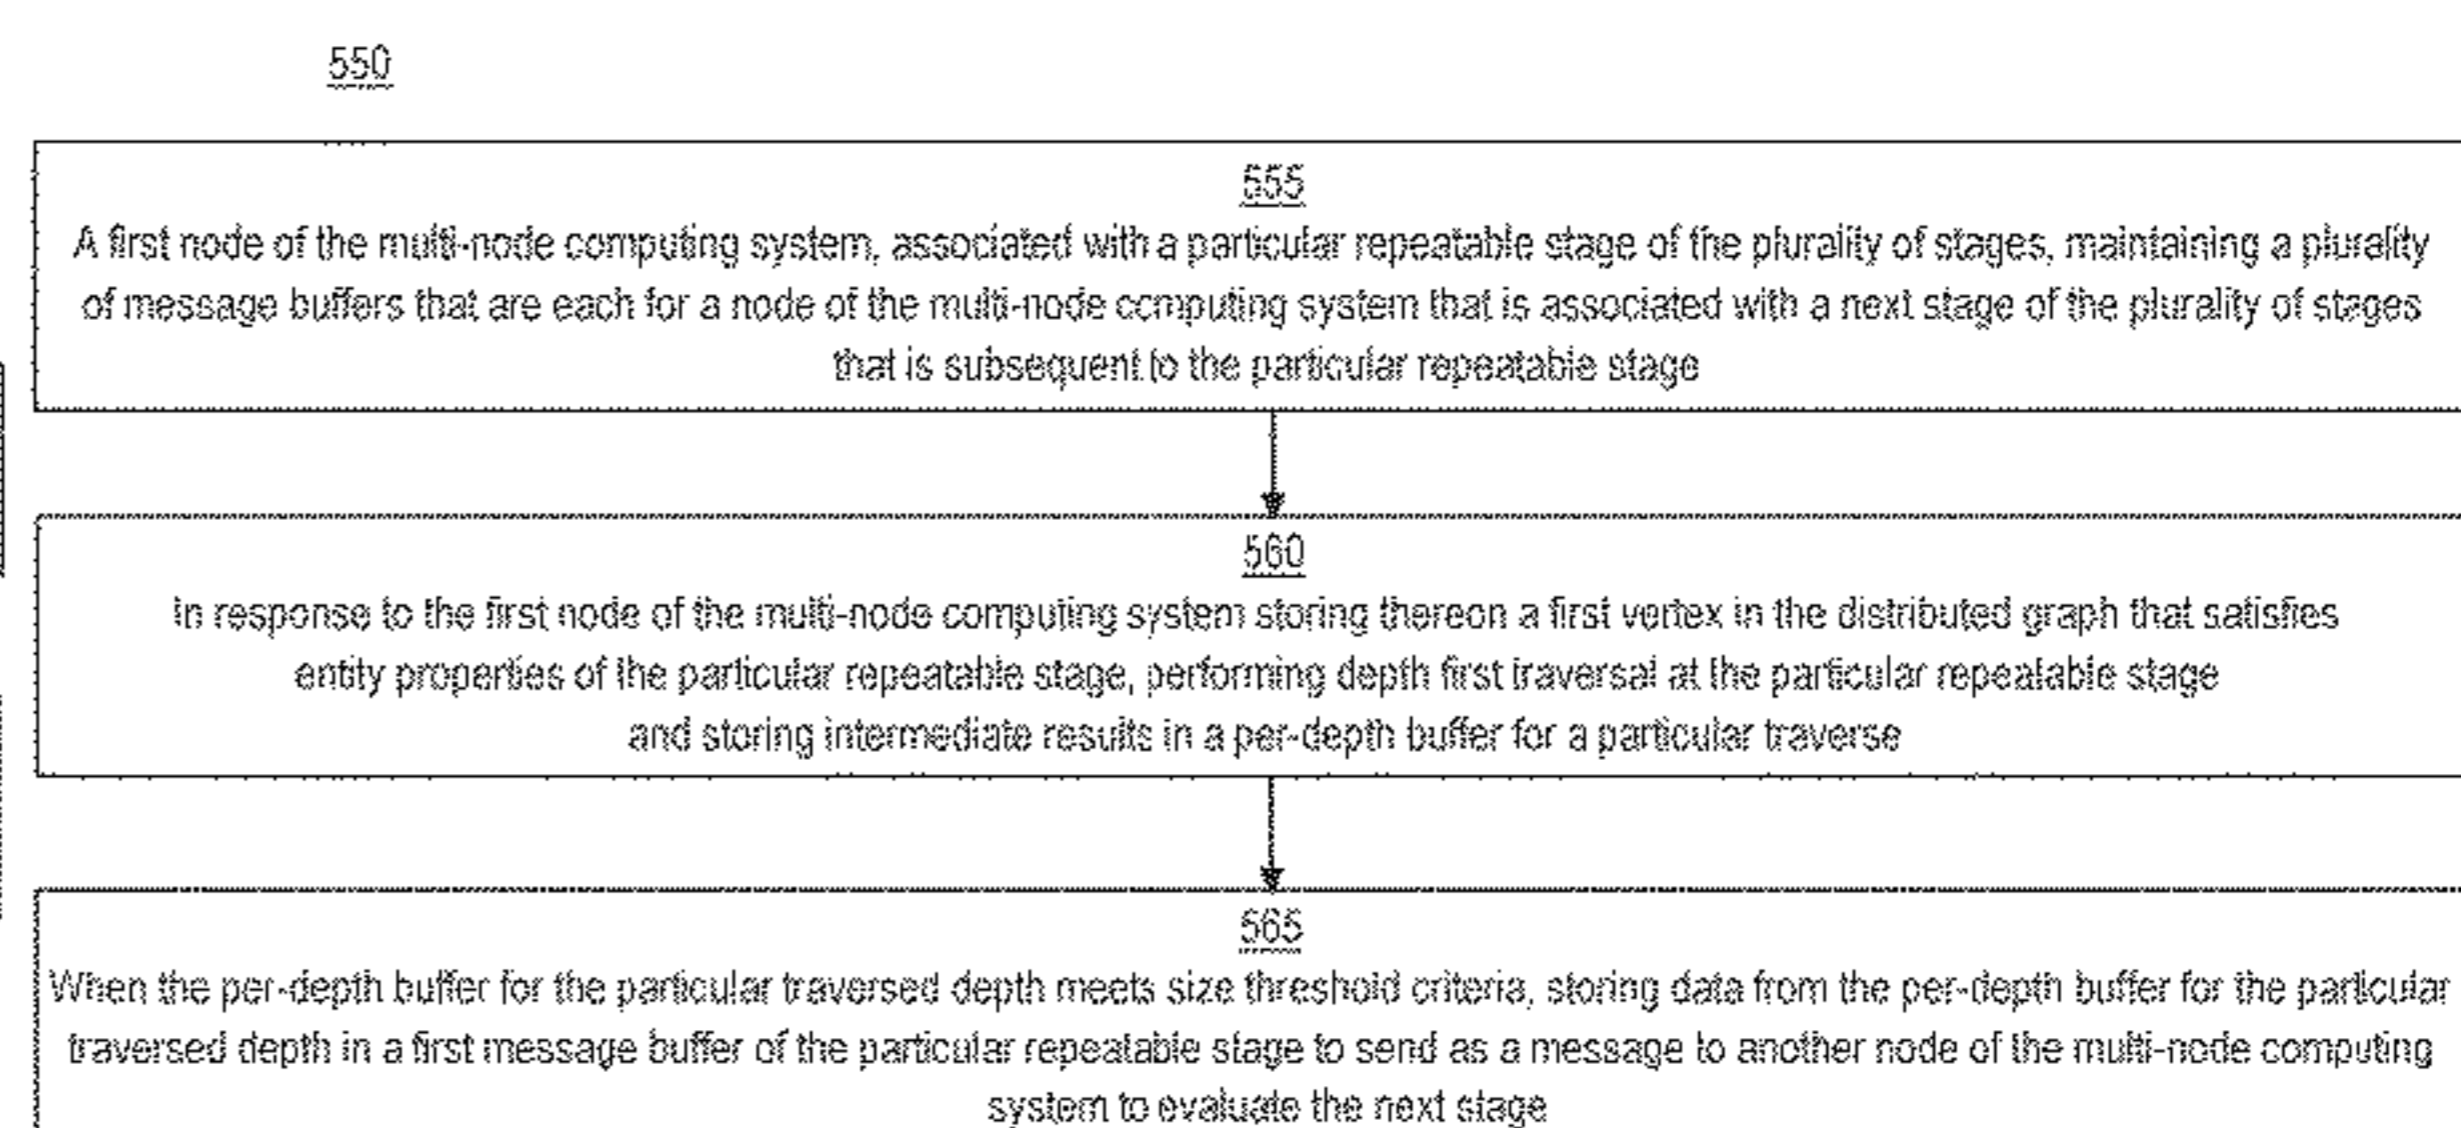 550
555
A first node of the multi-node computing system, associated with a particular repeatable stage of the plurality of stages, maintaining a plurality
of message buffers that are each for a node of the multi-node computing system that is associated with a next stage of the plurality of stages
that is subsequent to the particular repeatable stage
560
In response to the first node of the multi-node computing system storing thereon a first vertex in the distributed graph that satisfies
entity properties of the particular repeatable stage, performing depth first traversal at the particular repeatable stage
and storing intermediate results in a per-depth buffer for a particular traverse
565
When the per-depth buffer for the particular traversed depth meets size threshold criteria, storing data from the per-depth buffer for the particular
traversed depth in a first message buffer of the particular repeatable stage to send as a message to another node of the multi-node computing
system to evaluate the next stage